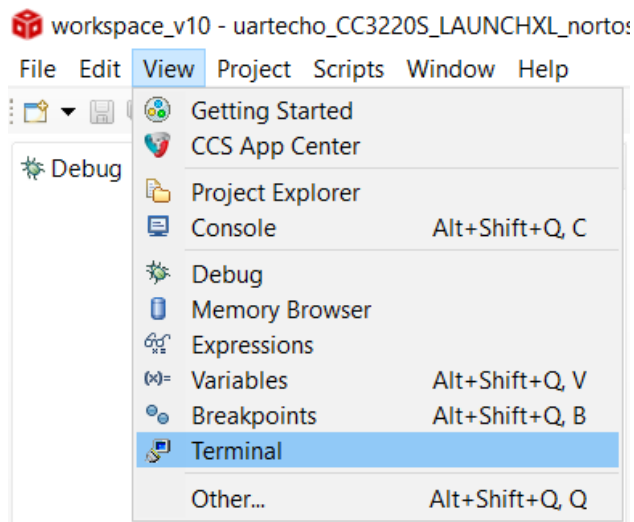 workspace_v10 - uartecho_CC3220S_LAUNCHXL_nortos
File Edit View Project Scripts Window Help
Getting Started
CCS App Center
Debug
Project Explorer
Console Alt+Shift+Q, C
Debug
Memory Browser
Expressions
(x)= Variables Alt+Shift+Q, V
Breakpoints Alt+Shift+Q, B
Terminal
Other... Alt+Shift+Q, Q